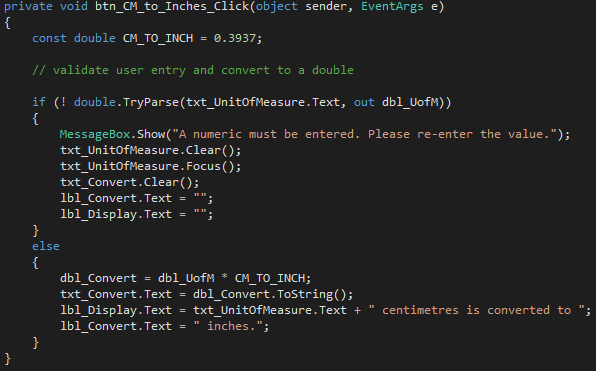 private void btn_CM_to_Inches_Click(object sender, EventArgs e)
{
    const double CM_TO_INCH = 0.3937;
    // validate user entry and convert to a double
    if (! double.TryParse(txt_UnitOfMeasure.Text, out dbl_UofM))
    {
        MessageBox.Show("A numeric must be entered. Please re-enter the value.");
        txt_UnitOfMeasure.Clear();
        txt_UnitOfMeasure.Focus();
        txt_Convert.Clear();
        lbl_Convert.Text = "";
        lbl_Display.Text = "";
    }
    else
    {
        dbl_Convert = dbl_UofM * CM_TO_INCH;
        txt_Convert.Text = dbl_Convert.ToString();
        lbl_Display.Text = txt_UnitOfMeasure.Text + " centimetres is converted to ";
        lbl_Convert.Text = " inches.";
    }
}